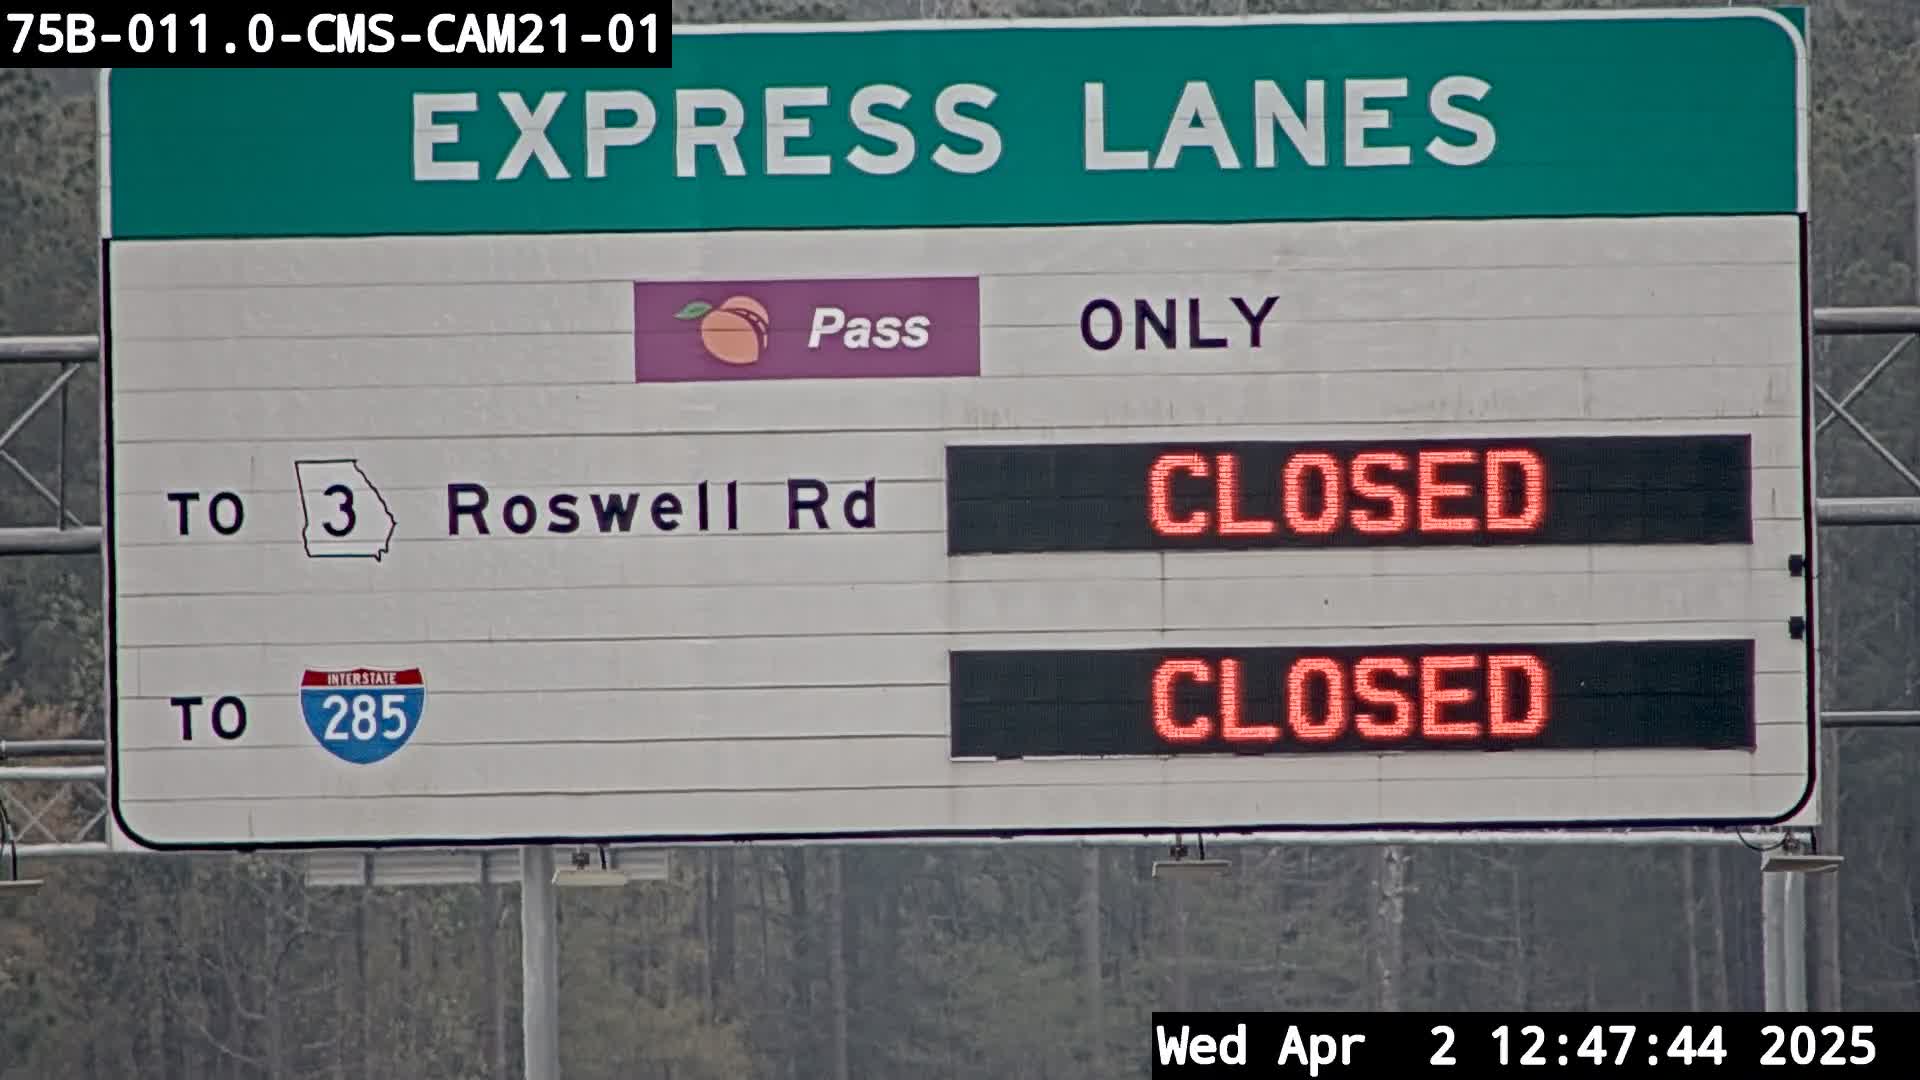 75B-011.0-CMS-CAM21-01
EXPRESS LANES
Pass ONLY
TO 3 Roswell Rd CLOSED
TO INTERSTATE 285 CLOSED
Wed Apr 2 12:47:44 2025